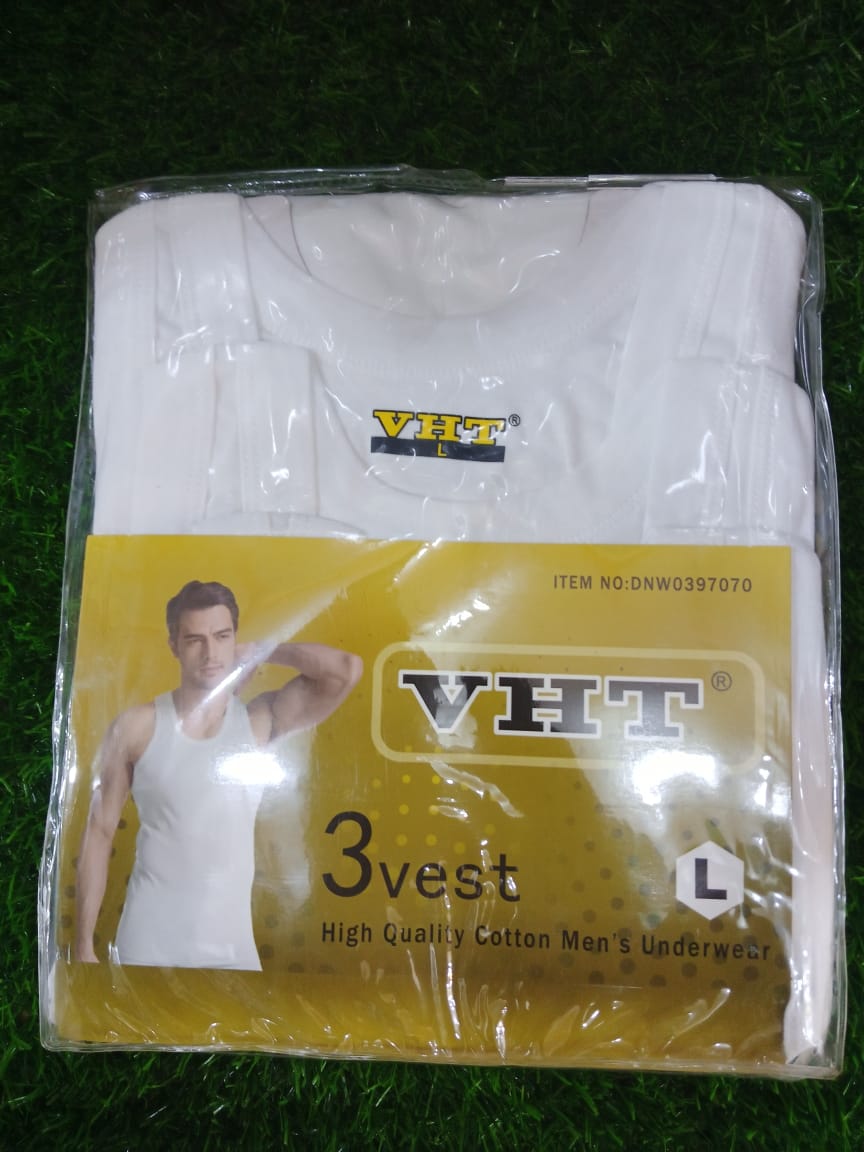 VHT®
L
ITEM NO:DNW0397070
VHT®
3vest
L
High Quality Cotton Men's Underwear